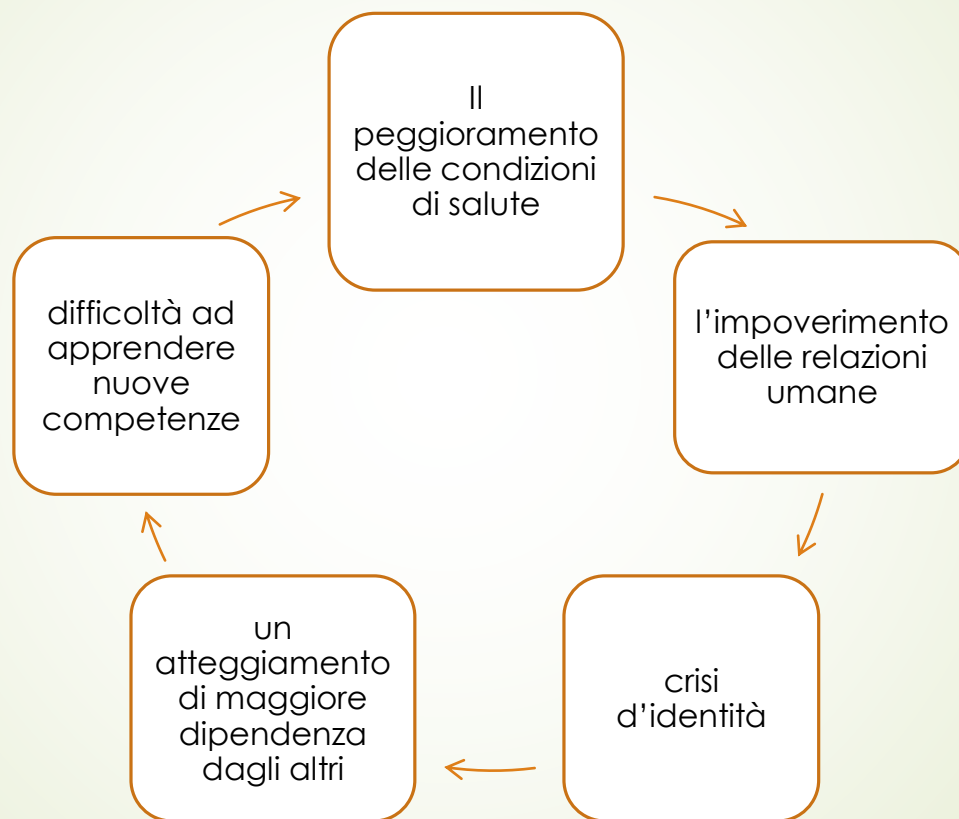 Il
peggioramento
delle condizioni
di salute
l'impoverimento
delle relazioni
umane
crisi
d'identità
un
atteggiamento
di maggiore
dipendenza
dagli altri
difficoltà ad
apprendere
nuove
competenze